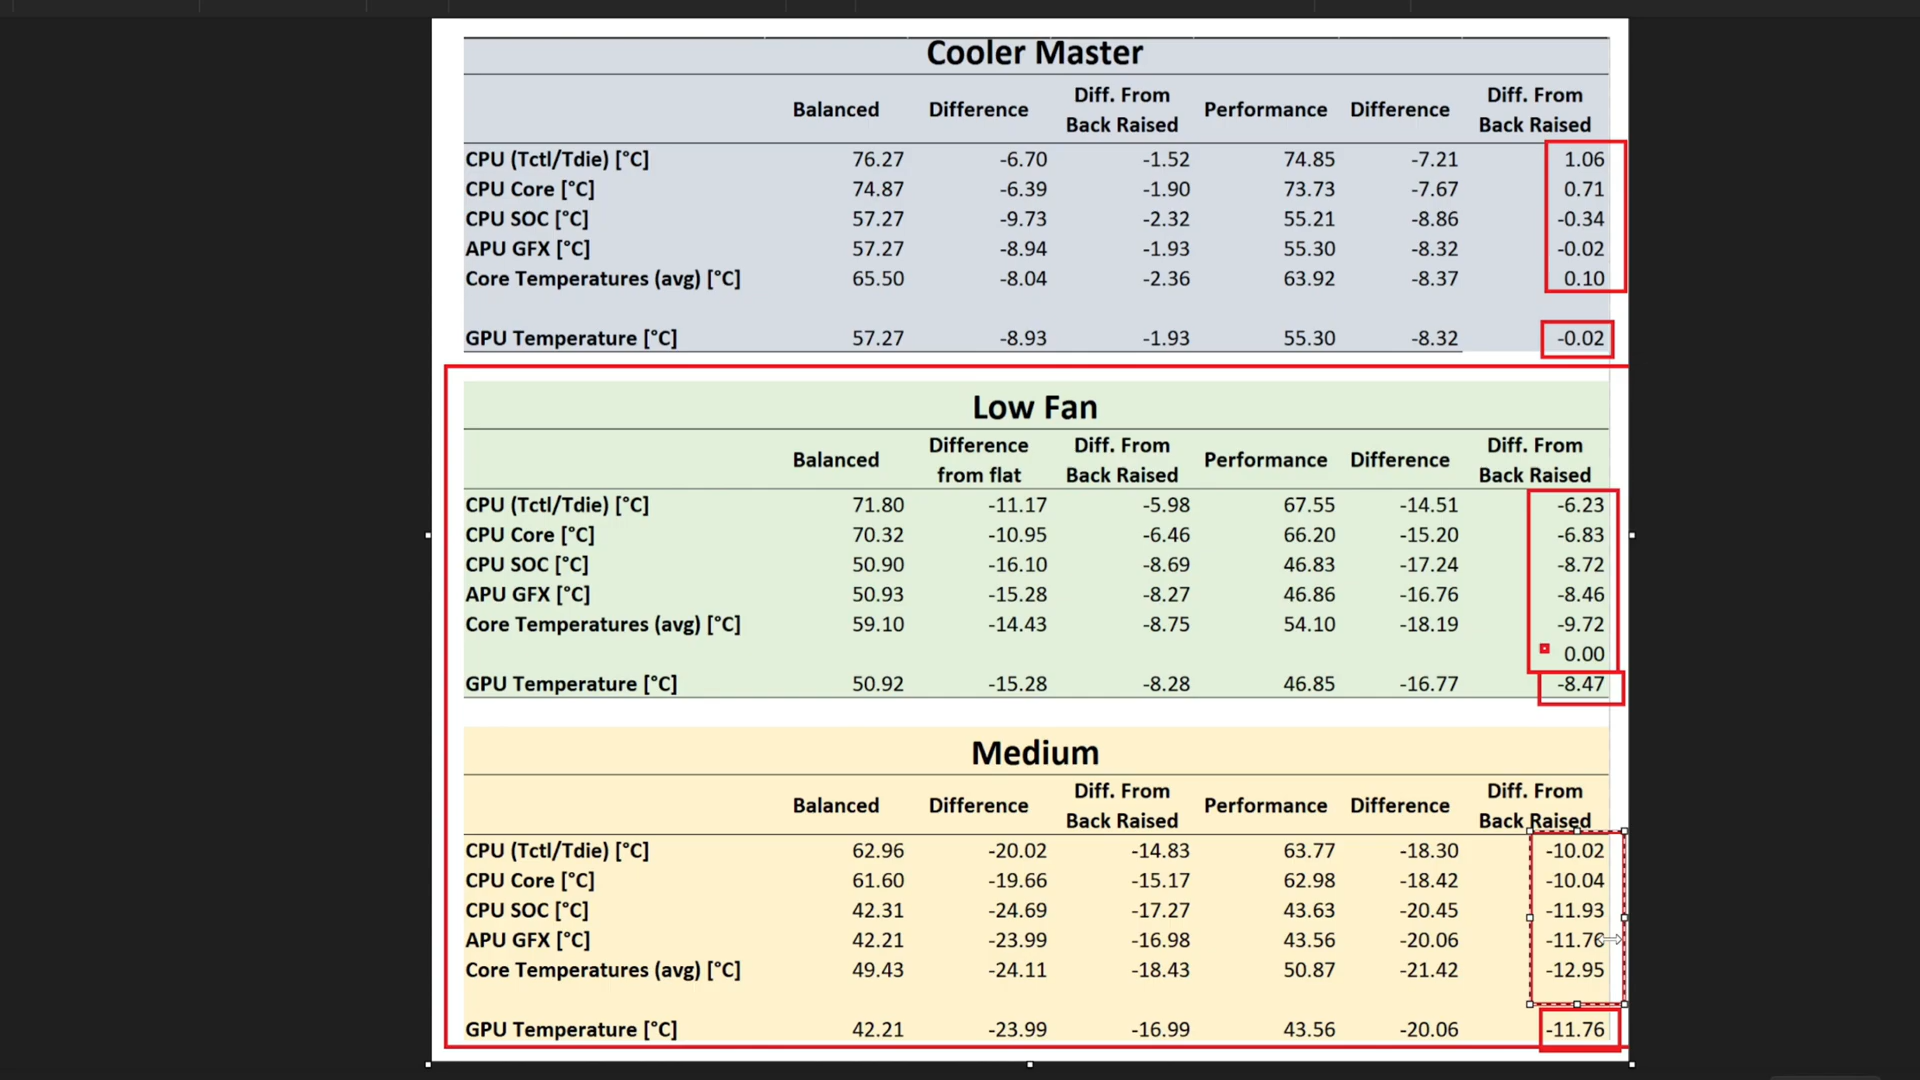 Cooler Master
Balanced Difference Diff. From Back Raised Performance Difference Diff. From Back Raised
CPU (Tctl/Tdie) [°C] 76.27 -6.70 -1.52 74.85 -7.21 1.06
CPU Core [°C] 74.87 -6.39 -1.90 73.73 -7.67 0.71
CPU SOC [°C] 57.27 -9.73 -2.32 55.21 -8.86 -0.34
APU GFX [°C] 57.27 -8.94 -1.93 55.30 -8.32 -0.02
Core Temperatures (avg) [°C] 65.50 -8.04 -2.36 63.92 -8.37 0.10
GPU Temperature [°C] 57.27 -8.93 -1.93 55.30 -8.32 -0.02
Low Fan
Balanced Difference from flat Diff. From Back Raised Performance Difference Diff. From Back Raised
CPU (Tctl/Tdie) [°C] 71.80 -11.17 -5.98 67.55 -14.51 -6.23
CPU Core [°C] 70.32 -10.95 -6.46 66.20 -15.20 -6.83
CPU SOC [°C] 50.90 -16.10 -8.69 46.83 -17.24 -8.72
APU GFX [°C] 50.93 -15.28 -8.27 46.86 -16.76 -8.46
Core Temperatures (avg) [°C] 59.10 -14.43 -8.75 54.10 -18.19 -9.72
0.00
GPU Temperature [°C] 50.92 -15.28 -8.28 46.85 -16.77 -8.47
Medium
Balanced Difference Diff. From Back Raised Performance Difference Diff. From Back Raised
CPU (Tctl/Tdie) [°C] 62.96 -20.02 -14.83 63.77 -18.30 -10.02
CPU Core [°C] 61.60 -19.66 -15.17 62.98 -18.42 -10.04
CPU SOC [°C] 42.31 -24.69 -17.27 43.63 -20.45 -11.93
APU GFX [°C] 42.21 -23.99 -16.98 43.56 -20.06 -11.76
Core Temperatures (avg) [°C] 49.43 -24.11 -18.43 50.87 -21.42 -12.95
GPU Temperature [°C] 42.21 -23.99 -16.99 43.56 -20.06 -11.76